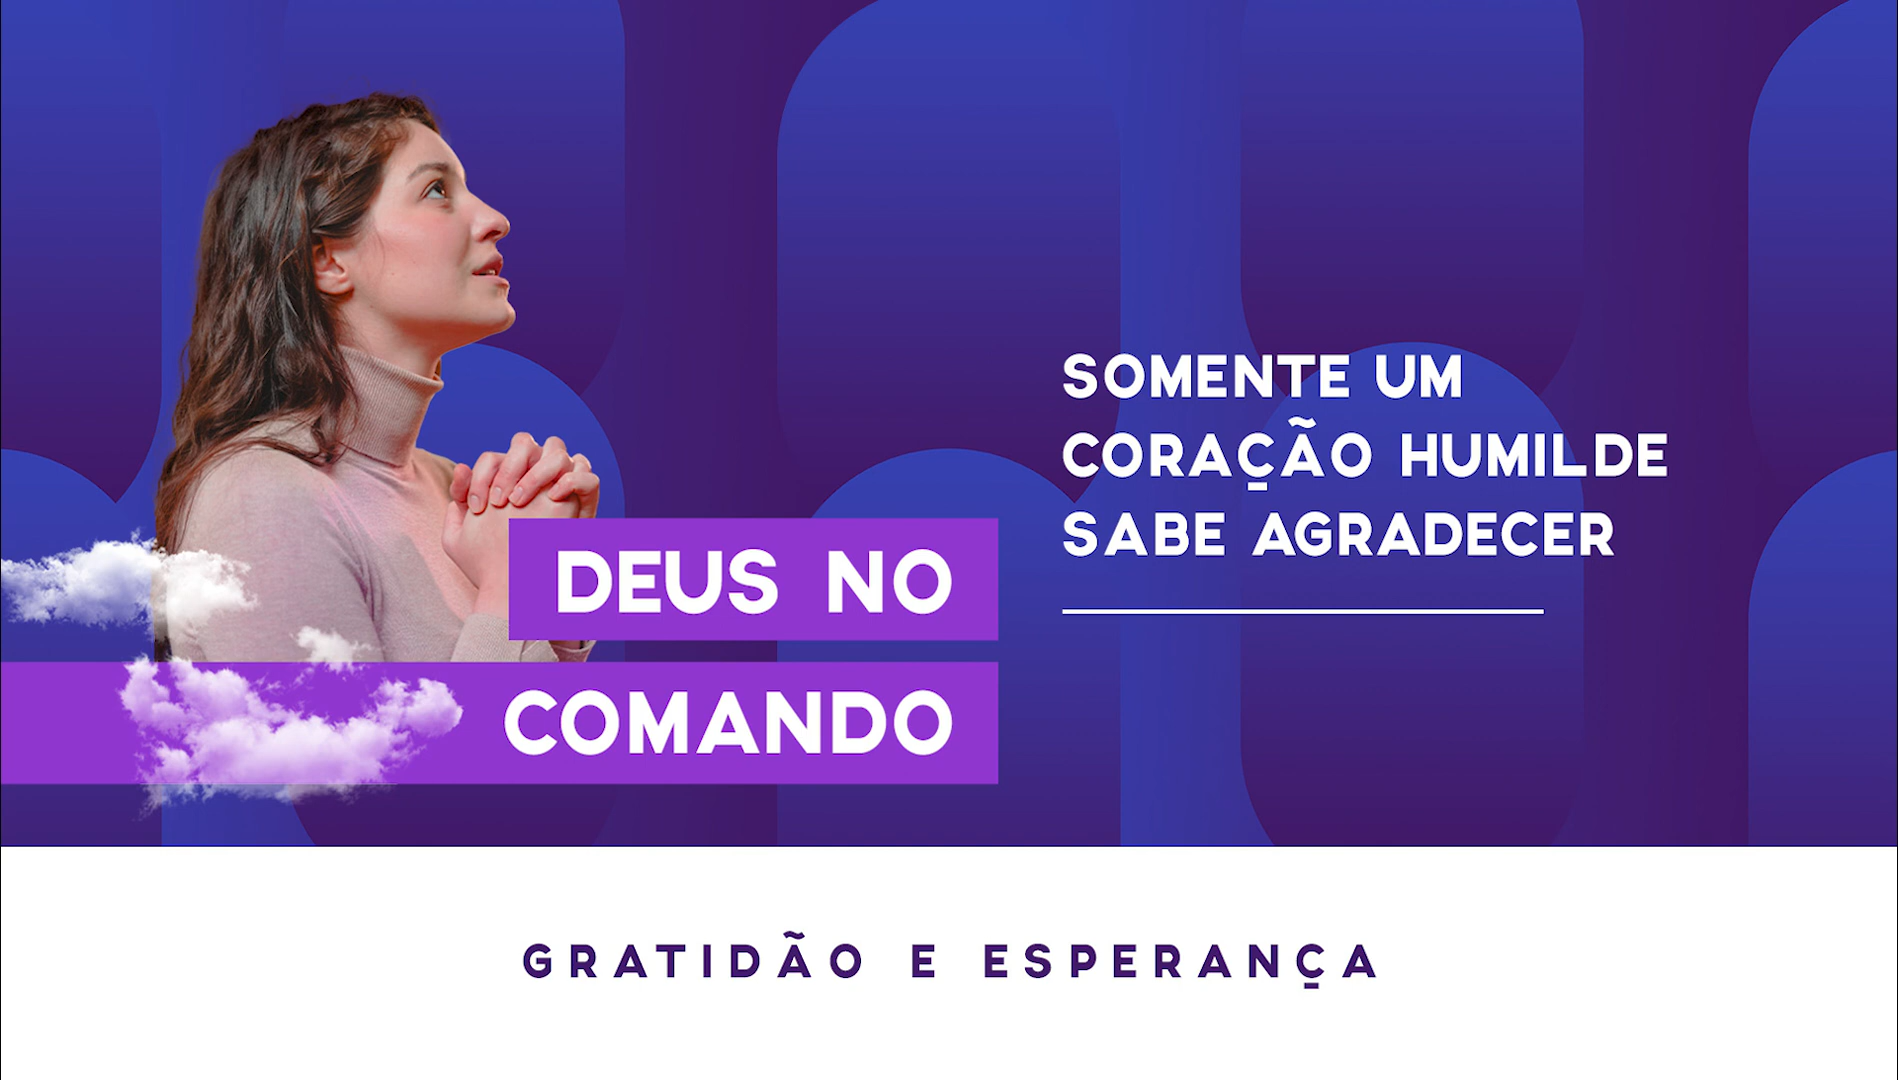 DEUS NO
COMANDO
SOMENTE UM
CORAÇÃO HUMILDE
SABE AGRADECER
GRATIDÃO E ESPERANÇA